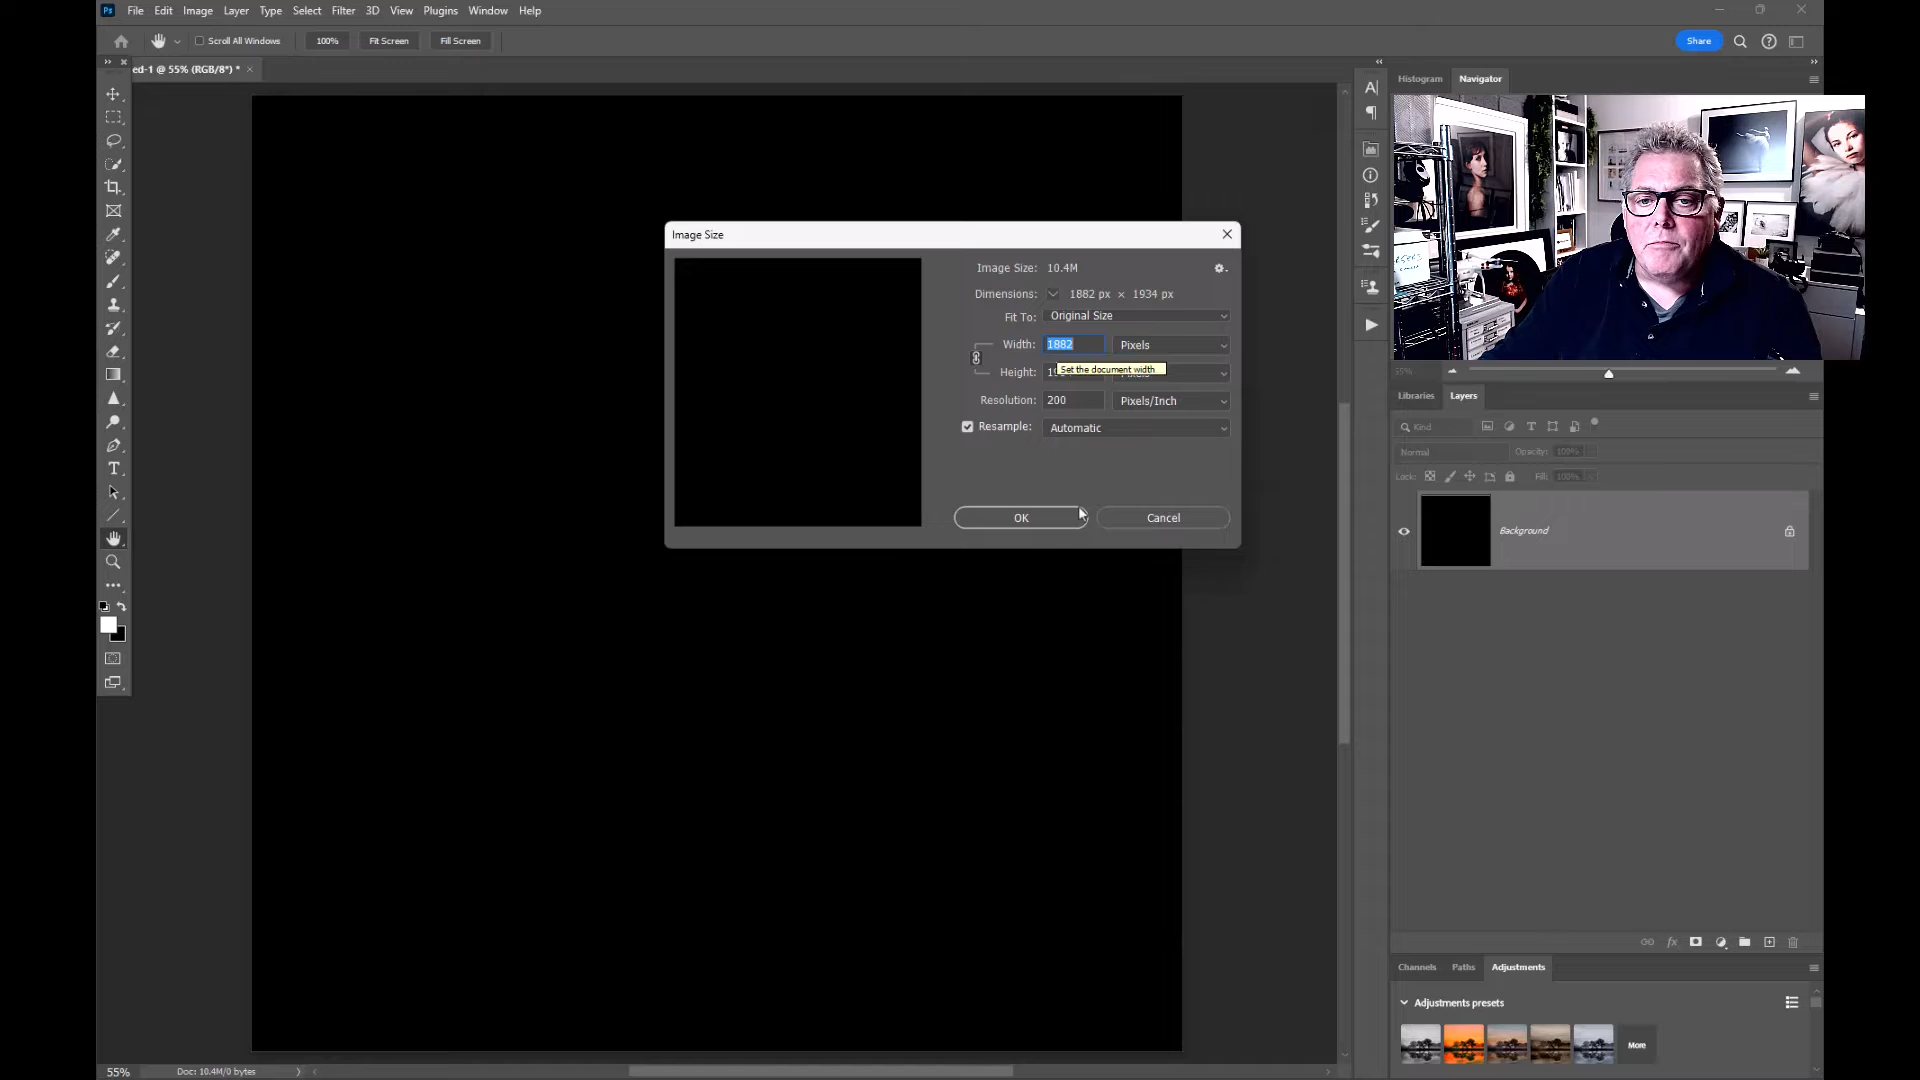 Ps File Edit Image Layer Type Select Filter 3D View Plugins Window Help
Scroll All Windows 100% Fit Screen Fill Screen Share
ed-1 @ 55% (RGB/8*) * Histogram Navigator
Image Size
Image Size: 10.4M
Dimensions: 1882 px × 1934 px
Fit To: Original Size
Width: 1882 Pixels
Set the document width
Height:
Resolution: 200 Pixels/Inch
Resample: Automatic
OK Cancel
55%
Libraries Layers
Kind
Normal Opacity: 100%
Lock: Fill: 100%
Background
fx
Channels Paths Adjustments
Adjustments presets
More
55% Doc: 10.4M/0 bytes